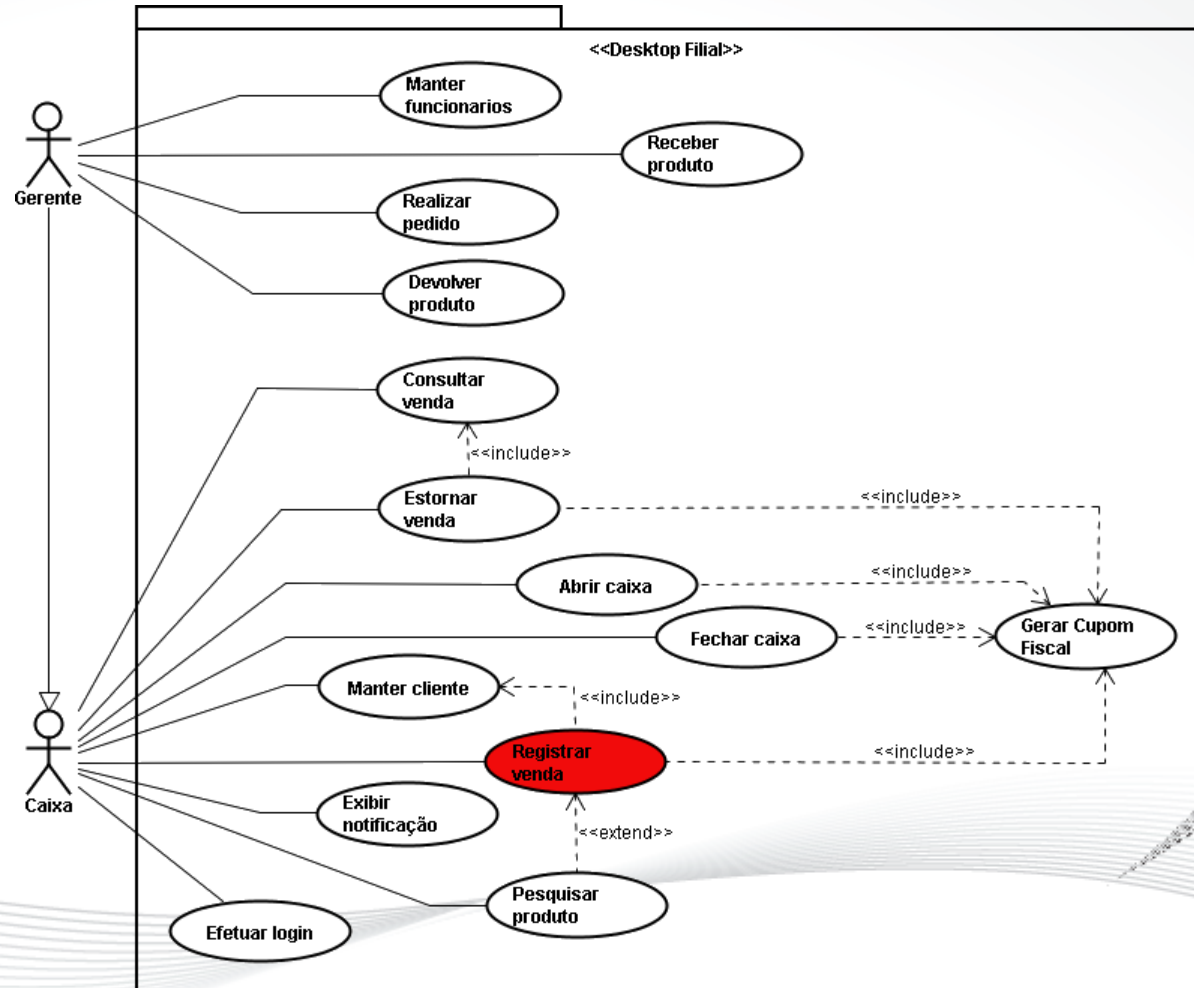 <<Desktop Filial>>
Manter
funcionarios
Receber
produto
Gerente
Realizar
pedido
Devolver
produto
Consultar
venda
<<include>>
Estornar
venda
<<include>>
Abrir caixa
<<include>>
Fechar caixa
<<include>>
Gerar Cupom
Fiscal
Manter cliente
<<include>>
Registrar
venda
<<include>>
Caixa
Exibir
notificação
<<extend>>
Pesquisar
produto
Efetuar login